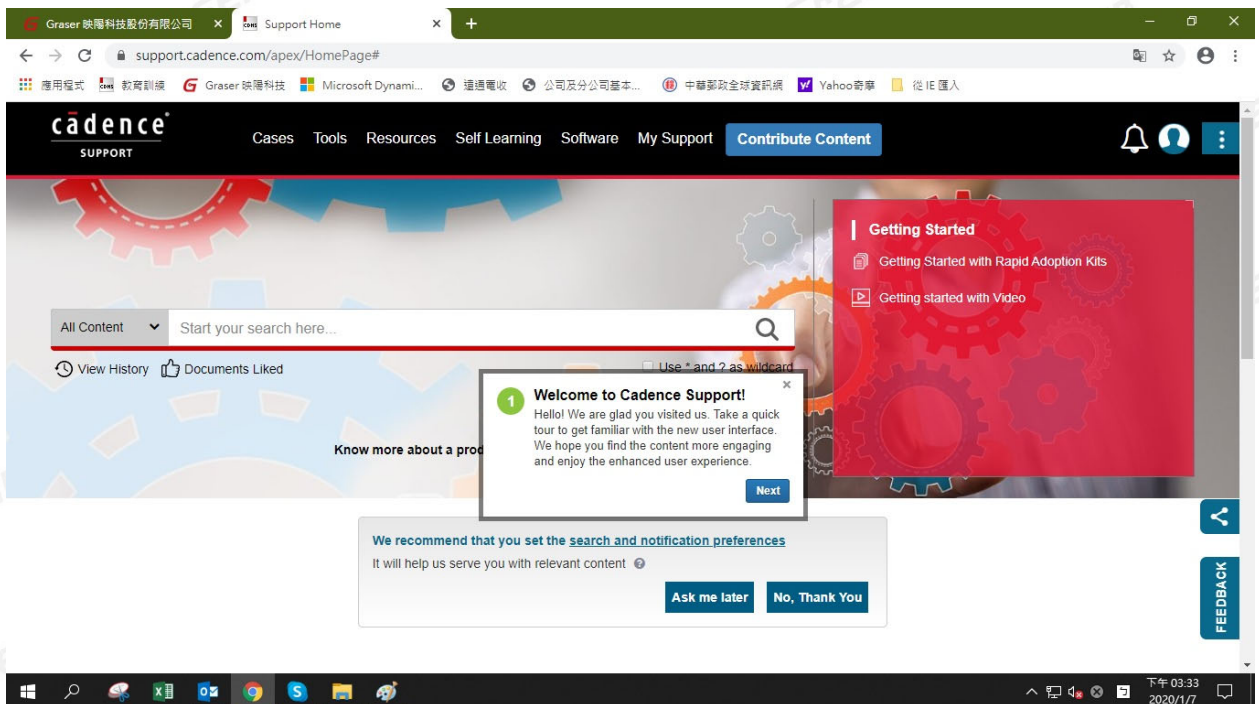 Graser 映陽科技股份有限公司
Support Home
support.cadence.com/apex/HomePage#
應用程式
教育訓練
Graser 映陽科技
Microsoft Dynami...
遠通電收
公司及分公司基本...
中華郵政全球資訊網
Yahoo奇摩
從 IE 匯入
cādence®
SUPPORT
Cases
Tools
Resources
Self Learning
Software
My Support
Contribute Content
Getting Started
Getting Started with Rapid Adoption Kits
Getting started with Video
All Content
Start your search here...
View History
Documents Liked
Use * and ? as wildcard
1
Welcome to Cadence Support!
Hello! We are glad you visited us. Take a quick
tour to get familiar with the new user interface.
We hope you find the content more engaging
and enjoy the enhanced user experience.
Next
Know more about a prod
We recommend that you set the search and notification preferences
It will help us serve you with relevant content
Ask me later
No, Thank You
FEEDBACK
下午 03:33
2020/1/7